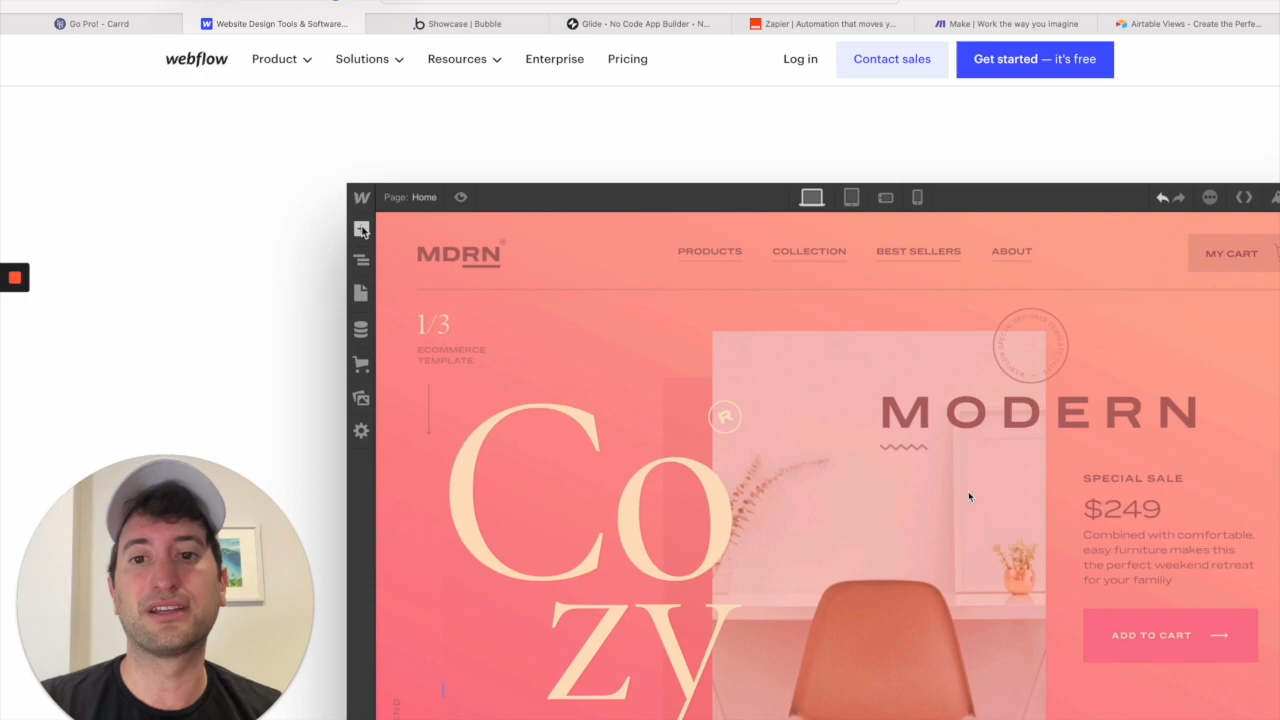 Go Pro! - Carrd
Website Design Tools & Software...
Showcase | Bubble
Glide • No Code App Builder • N...
Zapier | Automation that moves y...
Make | Work the way you imagine
Airtable Views - Create the Perfe...
webflow
Product
Solutions
Resources
Enterprise
Pricing
Log in
Contact sales
Get started — it's free
W
Page: Home
MDRN®
PRODUCTS
COLLECTION
BEST SELLERS
ABOUT
MY CART
1/3
ECOMMERCE
TEMPLATE
R
MODERN
Co
zy
SPECIAL SALE
$249
Combined with comfortable,
easy furniture makes this
the perfect weekend retreat
for your familiy
ADD TO CART